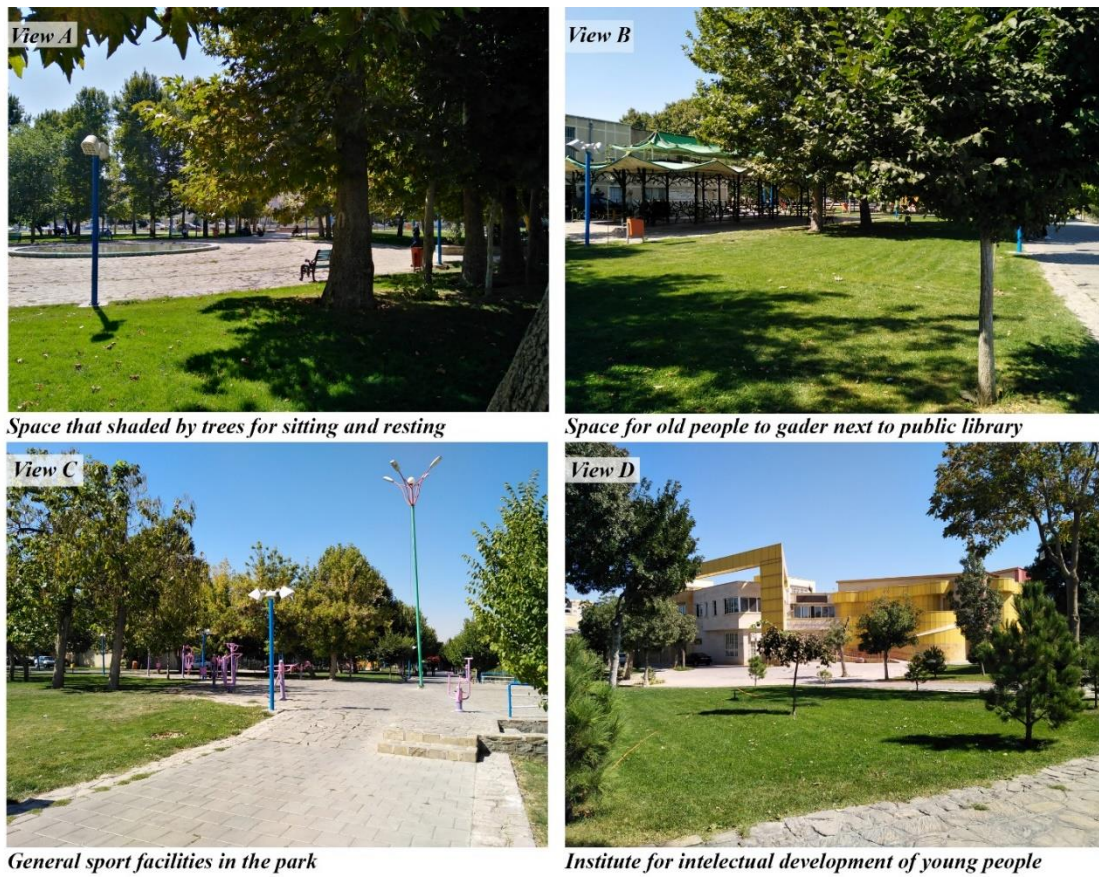 View A
View B
Space that shaded by trees for sitting and resting
Space for old people to gader next to public library
View C
View D
General sport facilities in the park
Institute for intelectual development of young people